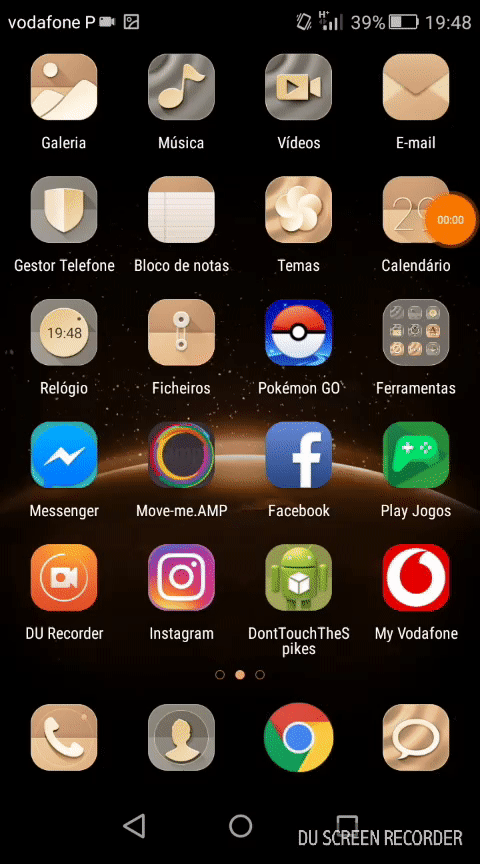 vodafone P H+ 39% 19:48
Galeria Música Vídeos E-mail
29 00:00
Gestor Telefone Bloco de notas Temas Calendário
19:48
Relógio Ficheiros Pokémon GO Ferramentas
Messenger Move-me.AMP Facebook Play Jogos
DU Recorder Instagram DontTouchTheS My Vodafone
pikes
DU SCREEN RECORDER